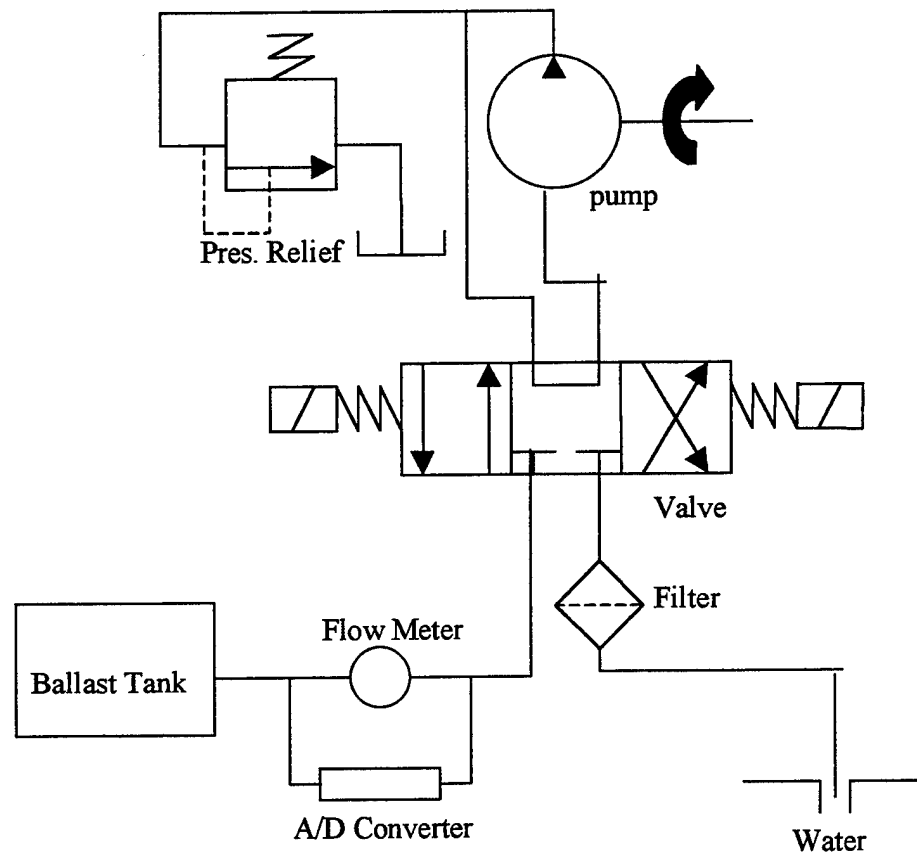 pump
Pres. Relief
Valve
Filter
Flow Meter
Ballast Tank
A/D Converter
Water